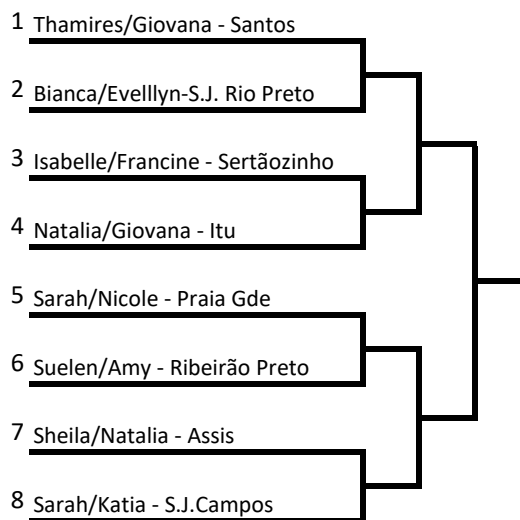 1 Thamires/Giovana - Santos
2 Bianca/Evelllyn-S.J. Rio Preto
3 Isabelle/Francine - Sertãozinho
4 Natalia/Giovana - Itu
5 Sarah/Nicole - Praia Gde
6 Suelen/Amy - Ribeirão Preto
7 Sheila/Natalia - Assis
8 Sarah/Katia - S.J.Campos